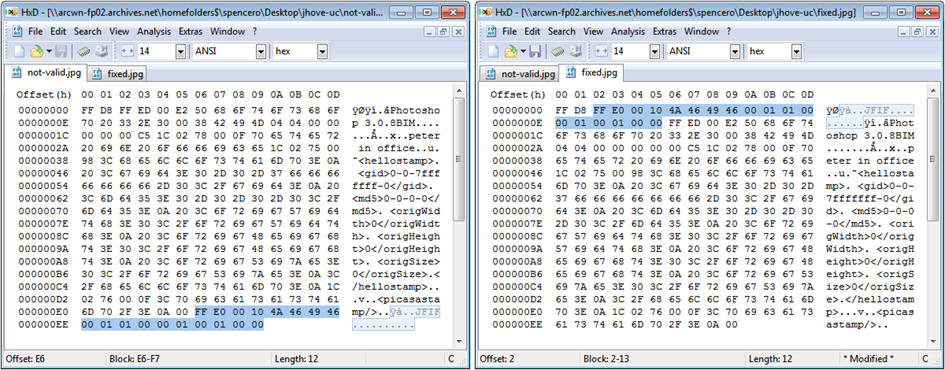 HxD - [\\arcwn-fp02.archives.net\homefolders$\spencero\Desktop\jhove-uc\not-vali...
File Edit Search View Analysis Extras Window ?
14 ANSI hex
not-valid.jpg fixed.jpg
Offset(h) 00 01 02 03 04 05 06 07 08 09 0A 0B 0C 0D
00000000 FF D8 FF ED 00 E2 50 68 6F 74 6F 73 68 6F ÿØÿí.âPhotosho
0000000E 70 20 33 2E 30 00 38 42 49 4D 04 04 00 00 p 3.0.8BIM....
0000001C 00 00 00 C5 1C 02 78 00 0F 70 65 74 65 72 ...Å..x..peter
0000002A 20 69 6E 20 6F 66 66 69 63 65 1C 02 75 00 in office..u.
00000038 98 3C 68 65 6C 6C 6F 73 74 61 6D 70 3E 0A ˜<hellostamp>.
00000046 20 3C 67 69 64 3E 30 2D 30 2D 37 66 66 66 <gid>0-0-7fff
00000054 66 66 66 66 2D 30 3C 2F 67 69 64 3E 0A 20 ffff-0</gid>.
00000062 3C 6D 64 35 3E 30 2D 30 2D 30 2D 30 3C 2F <md5>0-0-0-0</
00000070 6D 64 35 3E 0A 20 3C 6F 72 69 67 57 69 64 md5>. <origWid
0000007E 74 68 3E 30 3C 2F 6F 72 69 67 57 69 64 74 th>0</origWidt
0000008C 68 3E 0A 20 3C 6F 72 69 67 48 65 69 67 68 h>. <origHeigh
0000009A 74 3E 30 3C 2F 6F 72 69 67 48 65 69 67 68 t>0</origHeigh
000000A8 74 3E 0A 20 3C 6F 72 69 67 53 69 7A 65 3E t>. <origSize>
000000B6 30 3C 2F 6F 72 69 67 53 69 7A 65 3E 0A 3C 0</origSize>.<
000000C4 2F 68 65 6C 6C 6F 73 74 61 6D 70 3E 0A 1C /hellostamp>..
000000D2 02 76 00 0F 3C 70 69 63 61 73 61 73 74 61 .v..<picasasta
000000E0 6D 70 2F 3E 0A 00 FF E0 00 10 4A 46 49 46 mp/>..ÿà..JFIF
000000EE 00 01 01 00 00 01 00 01 00 00 ..........
Offset: E6 Block: E6-F7 Length: 12 C
HxD - [\\arcwn-fp02.archives.net\homefolders$\spencero\Desktop\jhove-uc\fixed.jpg]
File Edit Search View Analysis Extras Window ?
14 ANSI hex
not-valid.jpg fixed.jpg
Offset(h) 00 01 02 03 04 05 06 07 08 09 0A 0B 0C 0D
00000000 FF D8 FF E0 00 10 4A 46 49 46 00 01 01 00 ÿØÿà..JFIF....
0000000E 00 01 00 01 00 00 FF ED 00 E2 50 68 6F 74 ......ÿí.âPhot
0000001C 6F 73 68 6F 70 20 33 2E 30 00 38 42 49 4D oshop 3.0.8BIM
0000002A 04 04 00 00 00 00 00 C5 1C 02 78 00 0F 70 .......Å..x..p
00000038 65 74 65 72 20 69 6E 20 6F 66 66 69 63 65 eter in office
00000046 1C 02 75 00 98 3C 68 65 6C 6C 6F 73 74 61 ..u.˜<hellosta
00000054 6D 70 3E 0A 20 3C 67 69 64 3E 30 2D 30 2D mp>. <gid>0-0-
00000062 37 66 66 66 66 66 66 66 2D 30 3C 2F 67 69 7fffffff-0</gi
00000070 64 3E 0A 20 3C 6D 64 35 3E 30 2D 30 2D 30 d>. <md5>0-0-0
0000007E 2D 30 3C 2F 6D 64 35 3E 0A 20 3C 6F 72 69 -0</md5>. <ori
0000008C 67 57 69 64 74 68 3E 30 3C 2F 6F 72 69 67 gWidth>0</orig
0000009A 57 69 64 74 68 3E 0A 20 3C 6F 72 69 67 48 Width>. <origH
000000A8 65 69 67 68 74 3E 30 3C 2F 6F 72 69 67 48 eight>0</origH
000000B6 65 69 67 68 74 3E 0A 20 3C 6F 72 69 67 53 eight>. <origS
000000C4 69 7A 65 3E 30 3C 2F 6F 72 69 67 53 69 7A ize>0</origSiz
000000D2 65 3E 0A 3C 2F 68 65 6C 6C 6F 73 74 61 6D e>.</hellostam
000000E0 70 3E 0A 1C 02 76 00 0F 3C 70 69 63 61 73 p>...v..<picas
000000EE 61 73 74 61 6D 70 2F 3E 0A 00 astamp/>..
Offset: 2 Block: 2-13 Length: 12 * Modified * C